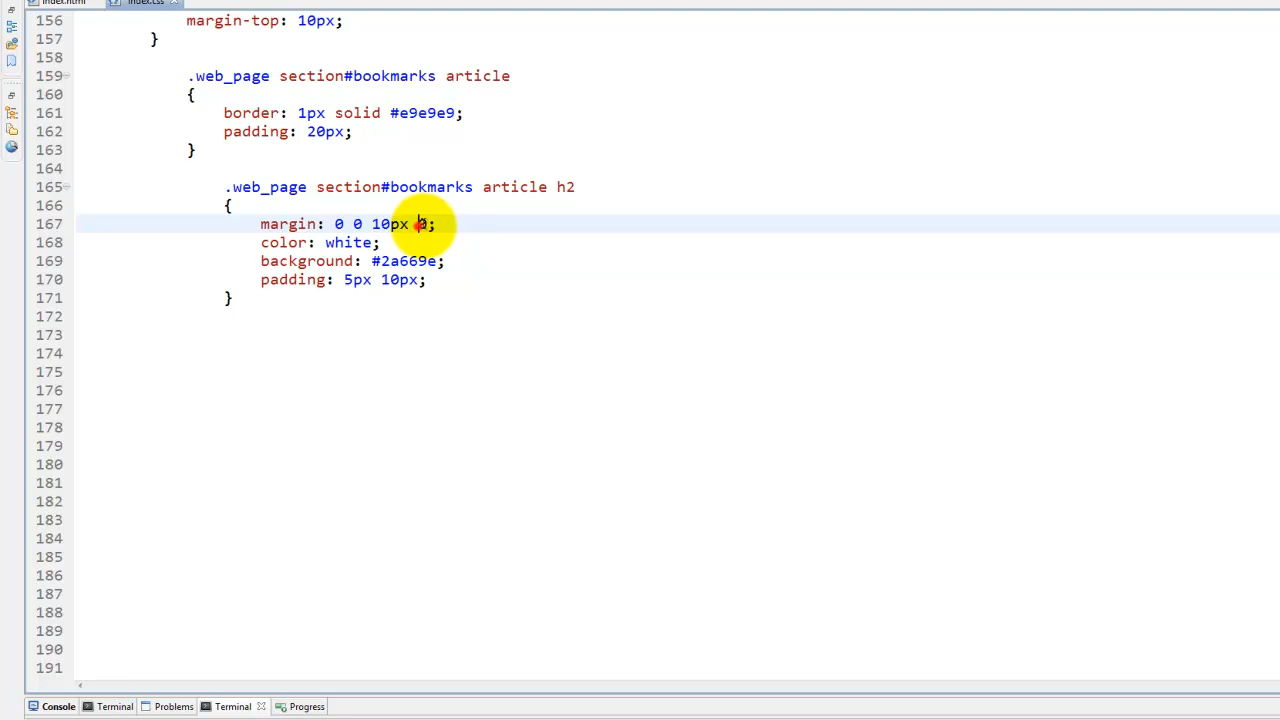 index.html index.css
156 margin-top: 10px;
157 }
158
159 .web_page section#bookmarks article
160 {
161 border: 1px solid #e9e9e9;
162 padding: 20px;
163 }
164
165 .web_page section#bookmarks article h2
166 {
167 margin: 0 0 10px 0;
168 color: white;
169 background: #2a669e;
170 padding: 5px 10px;
171 }
172
173
174
175
176
177
178
179
180
181
182
183
184
185
186
187
188
189
190
191
Console Terminal Problems Terminal Progress